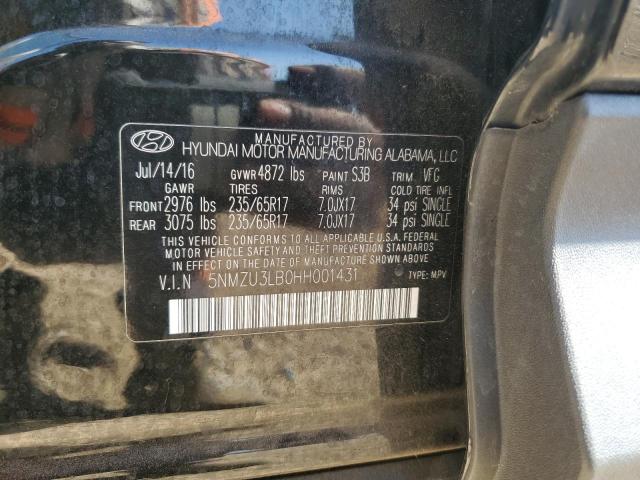 MANUFACTURED BY
HYUNDAI MOTOR MANUFACTURING ALABAMA, LLC
Jul/14/16 GVWR 4872 lbs PAINT S3B TRIM VFG
GAWR TIRES RIMS COLD TIRE INFL
FRONT 2976 lbs 235/65R17 7.0JX17 34 psi SINGLE
REAR 3075 lbs 235/65R17 7.0JX17 34 psi SINGLE
THIS VEHICLE CONFORMS TO ALL APPLICABLE U.S.A. FEDERAL
MOTOR VEHICLE SAFETY AND THEFT PREVENTION STANDARDS
IN EFFECT ON THE DATE OF MANUFACTURE SHOWN ABOVE.
V.I.N 5NMZU3LB0HH001431
TYPE: MPV